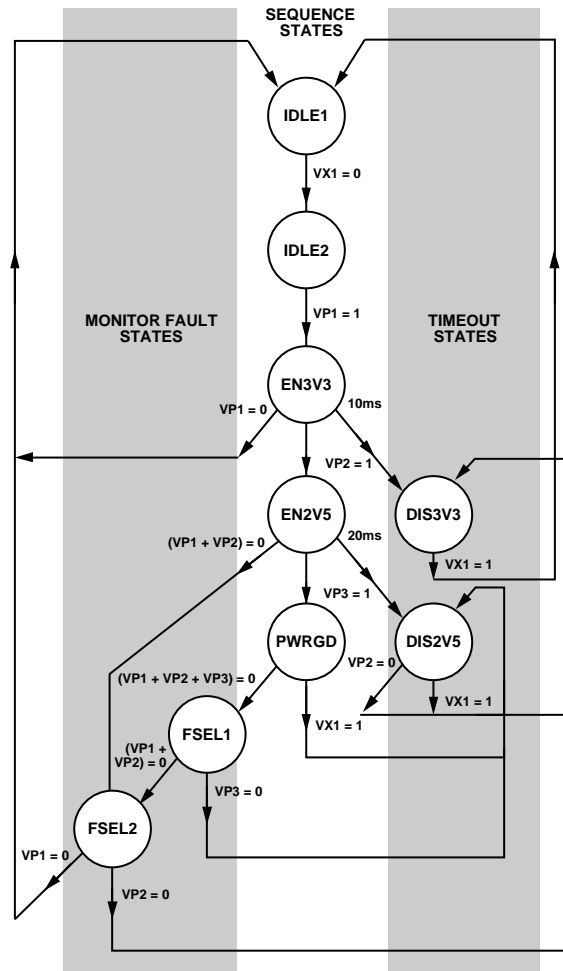 SEQUENCE
STATES
IDLE1
VX1 = 0
IDLE2
MONITOR FAULT
STATES
VP1 = 1
TIMEOUT
STATES
EN3V3
VP1 = 0
10ms
VP2 = 1
EN2V5
DIS3V3
(VP1 + VP2) = 0
20ms
VX1 = 1
VP3 = 1
PWRGD
DIS2V5
VP2 = 0
(VP1 + VP2 + VP3) = 0
VX1 = 1
VX1 = 1
FSEL1
(VP1 +
VP2) = 0
VP3 = 0
FSEL2
VP1 = 0
VP2 = 0